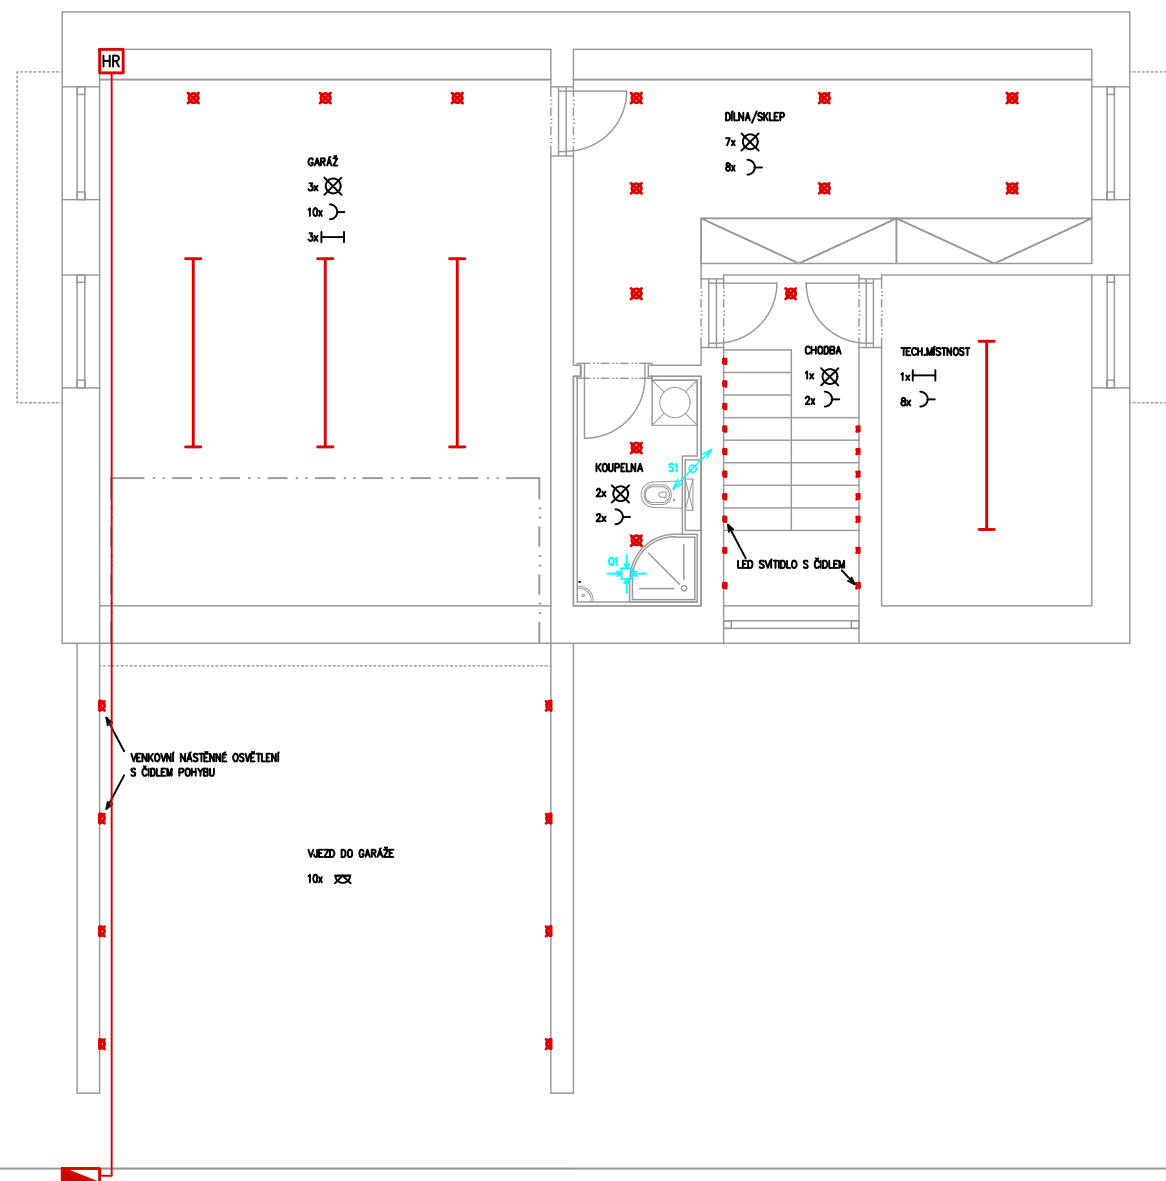 HR
DÍLNA/SKLEP
7x
8x
GARÁŽ
3x
10x
3x
CHODBA
1x
2x
TECH.MÍSTNOST
1x
8x
KOUPELNA
2x
2x
S1
O1
LED SVÍTIDLO S ČIDLEM
VENKOVNÍ NÁSTĚNNÉ OSVĚTLENÍ
S ČIDLEM POHYBU
VJEZD DO GARÁŽE
10x